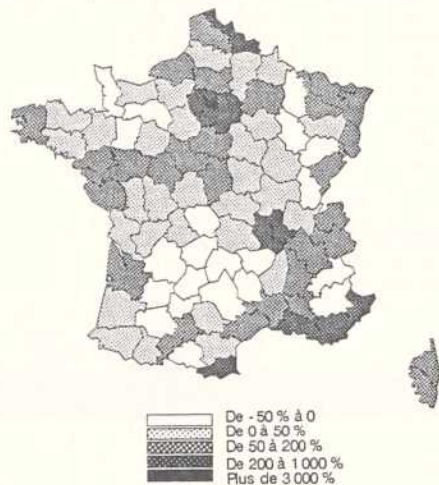 De -50 % à 0
De 0 à 50 %
De 50 à 200 %
De 200 à 1 000 %
Plus de 3 000 %